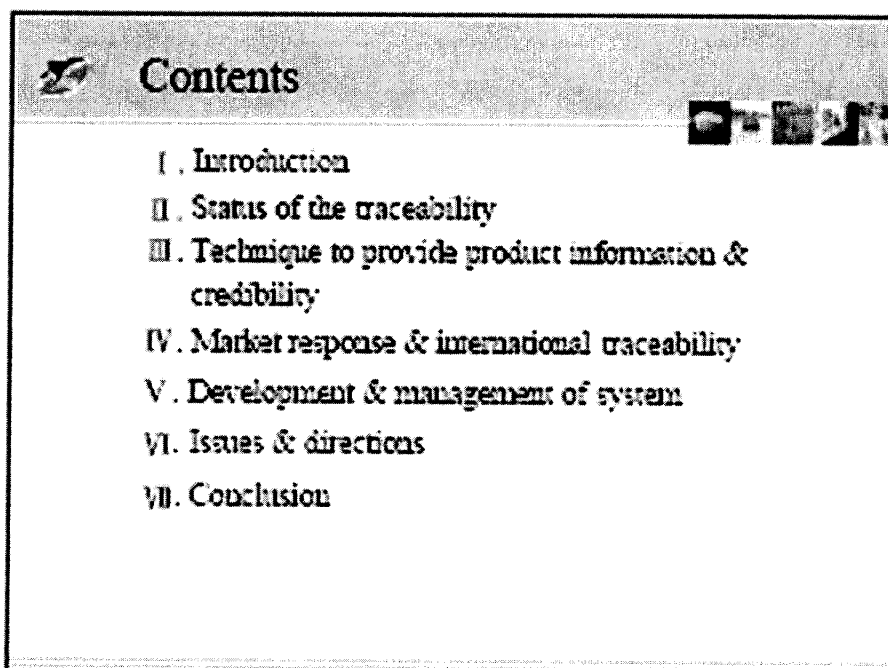 Contents
Ⅰ. Introduction
Ⅱ. Status of the traceability
Ⅲ. Technique to provide product information &
credibility
Ⅳ. Market response & international traceability
Ⅴ. Development & management of system
Ⅵ. Issues & directions
Ⅶ. Conclusion